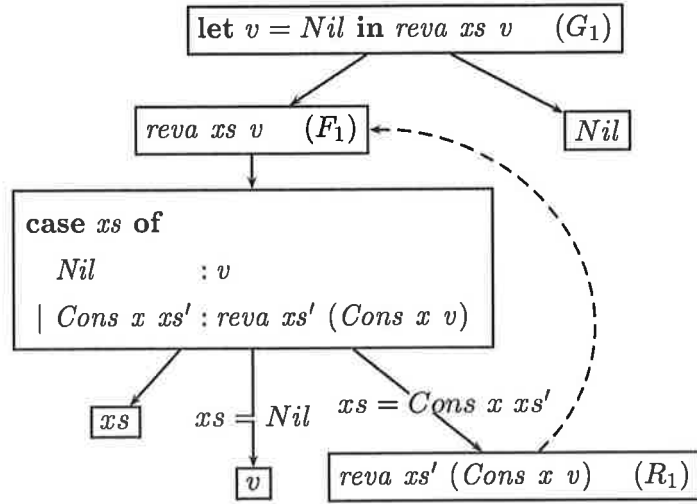 let v = Nil in reva xs v (G₁)
reva xs v (F₁)
Nil
case xs of
Nil : v
| Cons x xs′ : reva xs′ (Cons x v)
xs
xs = Nil
xs = Cons x xs′
v
reva xs′ (Cons x v) (R₁)